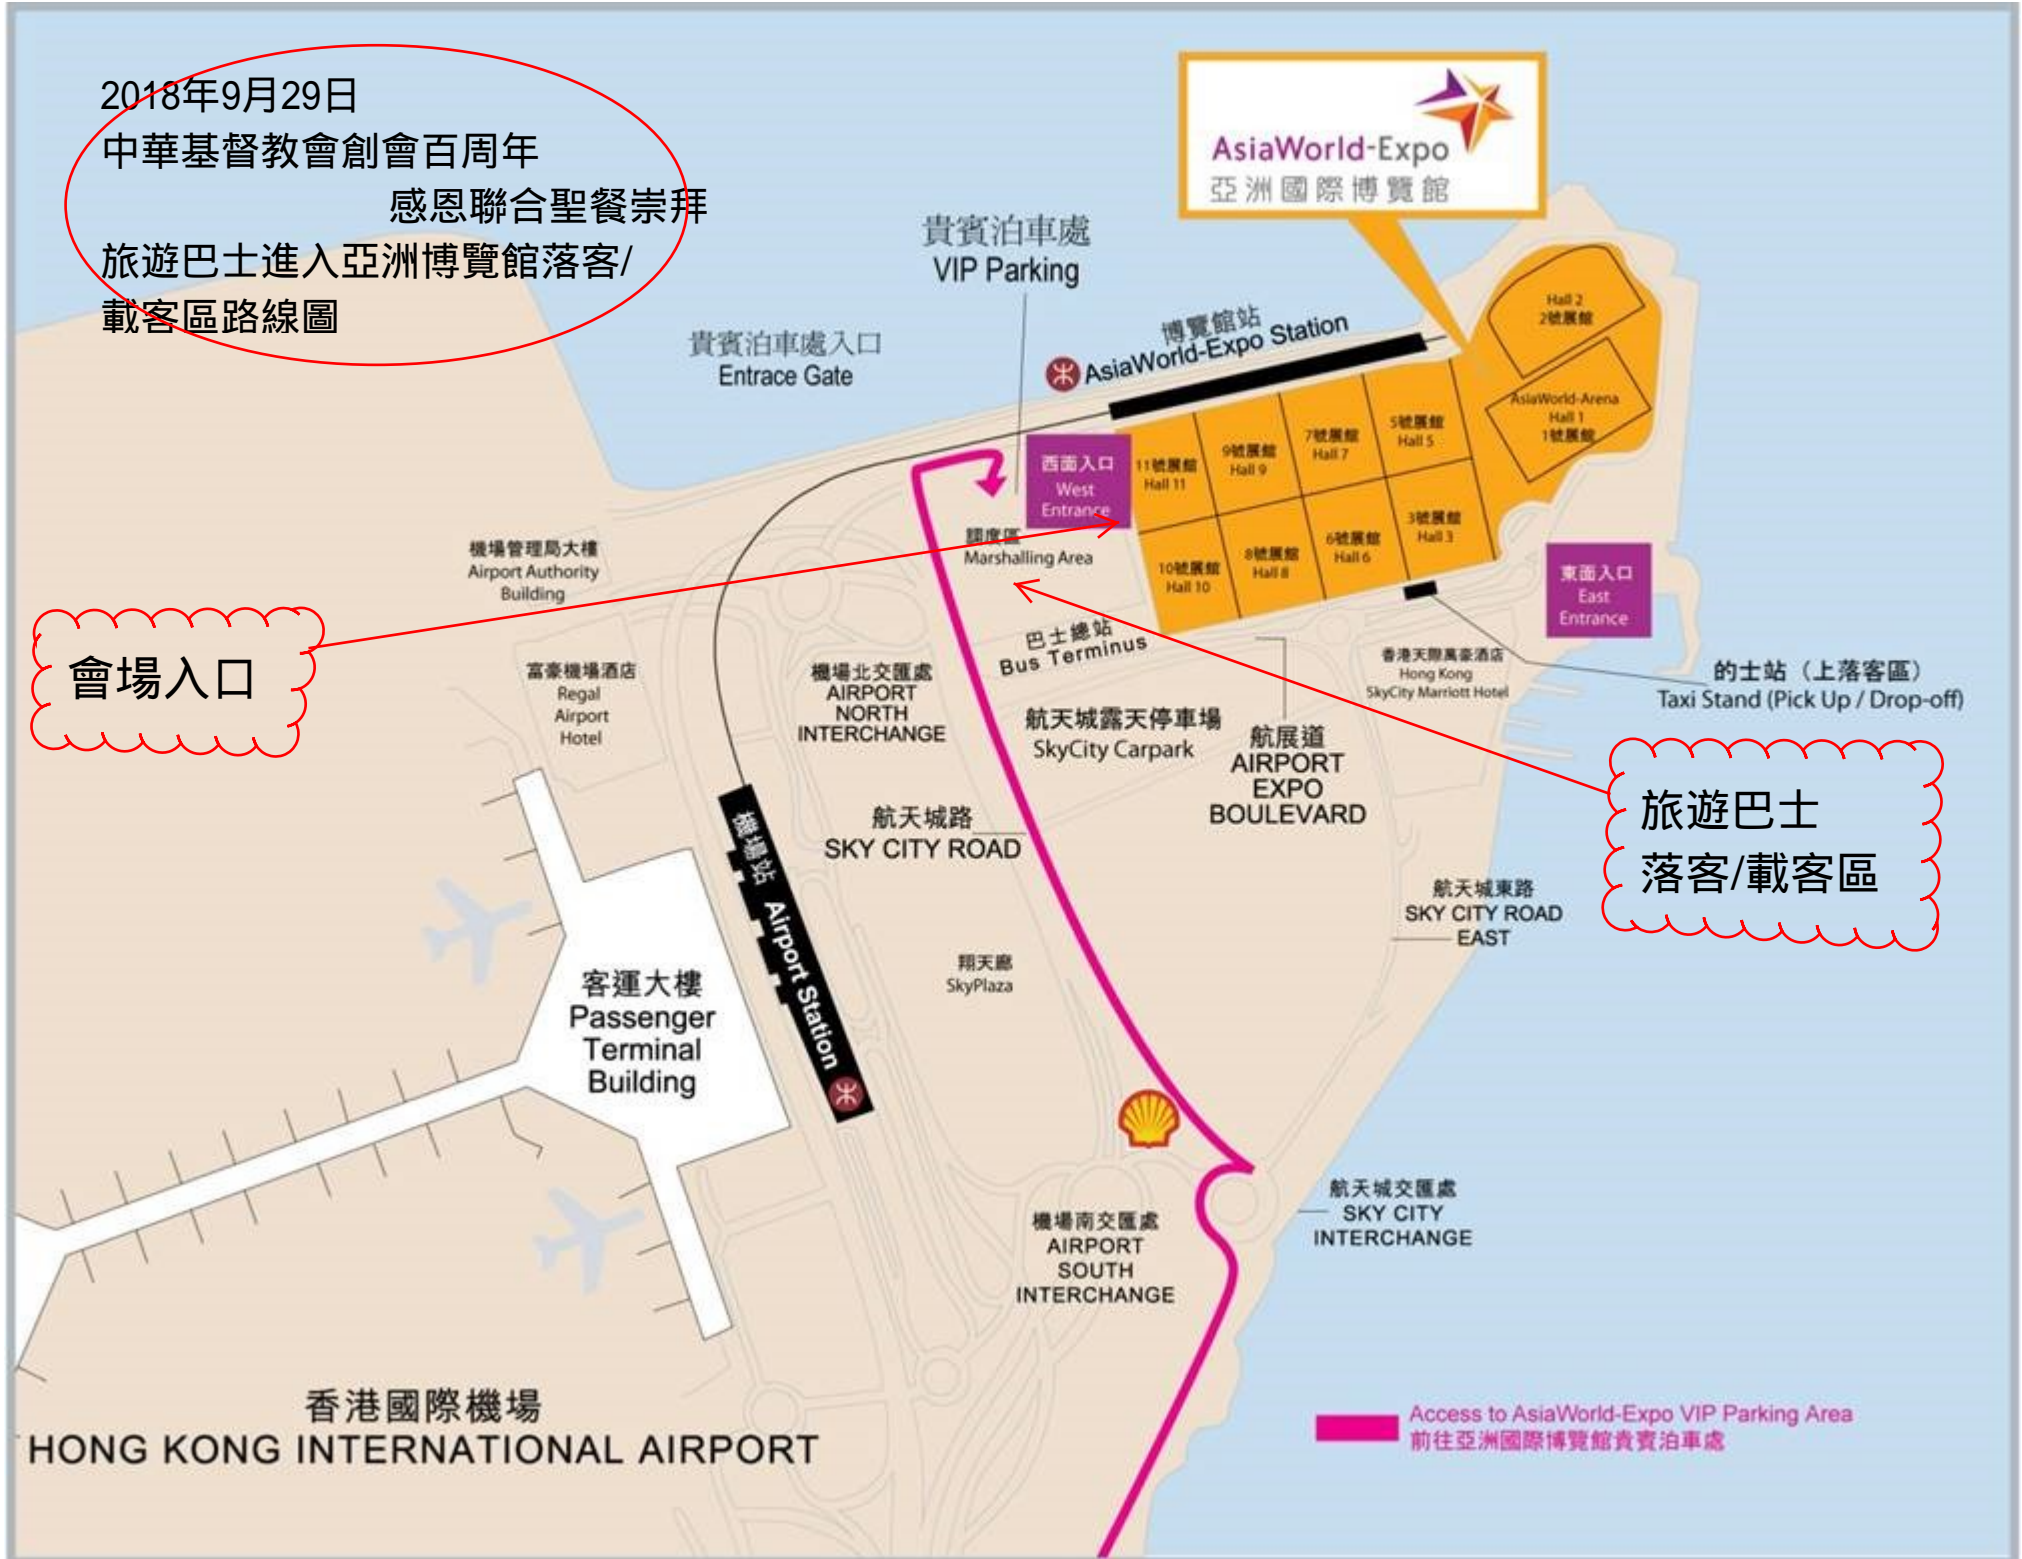 2018年9月29日
中華基督教會創會百周年
感恩聯合聖餐崇拜
旅遊巴士進入亞洲博覽館落客/
載客區路線圖
AsiaWorld-Expo
亞洲國際博覽館
貴賓泊車處
VIP Parking
貴賓泊車處入口
Entrace Gate
博覽館站
AsiaWorld-Expo Station
Hall 2
2號展館
AsiaWorld-Arena
Hall 1
1號展館
5號展館
Hall 5
7號展館
Hall 7
9號展館
Hall 9
11號展館
Hall 11
西面入口
West
Entrance
3號展館
Hall 3
6號展館
Hall 6
8號展館
Hall 8
10號展館
Hall 10
調度區
Marshalling Area
機場管理局大樓
Airport Authority
Building
東面入口
East
Entrance
會場入口
巴士總站
Bus Terminus
富豪機場酒店
Regal
Airport
Hotel
機場北交匯處
AIRPORT
NORTH
INTERCHANGE
香港天際萬豪酒店
Hong Kong
SkyCity Marriott Hotel
的士站（上落客區）
Taxi Stand (Pick Up / Drop-off)
航天城露天停車場
SkyCity Carpark
航展道
AIRPORT
EXPO
BOULEVARD
旅遊巴士
落客/載客區
航天城路
SKY CITY ROAD
機場站 Airport Station
航天城東路
SKY CITY ROAD
EAST
翔天廊
SkyPlaza
客運大樓
Passenger
Terminal
Building
航天城交匯處
SKY CITY
INTERCHANGE
機場南交匯處
AIRPORT
SOUTH
INTERCHANGE
香港國際機場
HONG KONG INTERNATIONAL AIRPORT
Access to AsiaWorld-Expo VIP Parking Area
前往亞洲國際博覽館貴賓泊車處